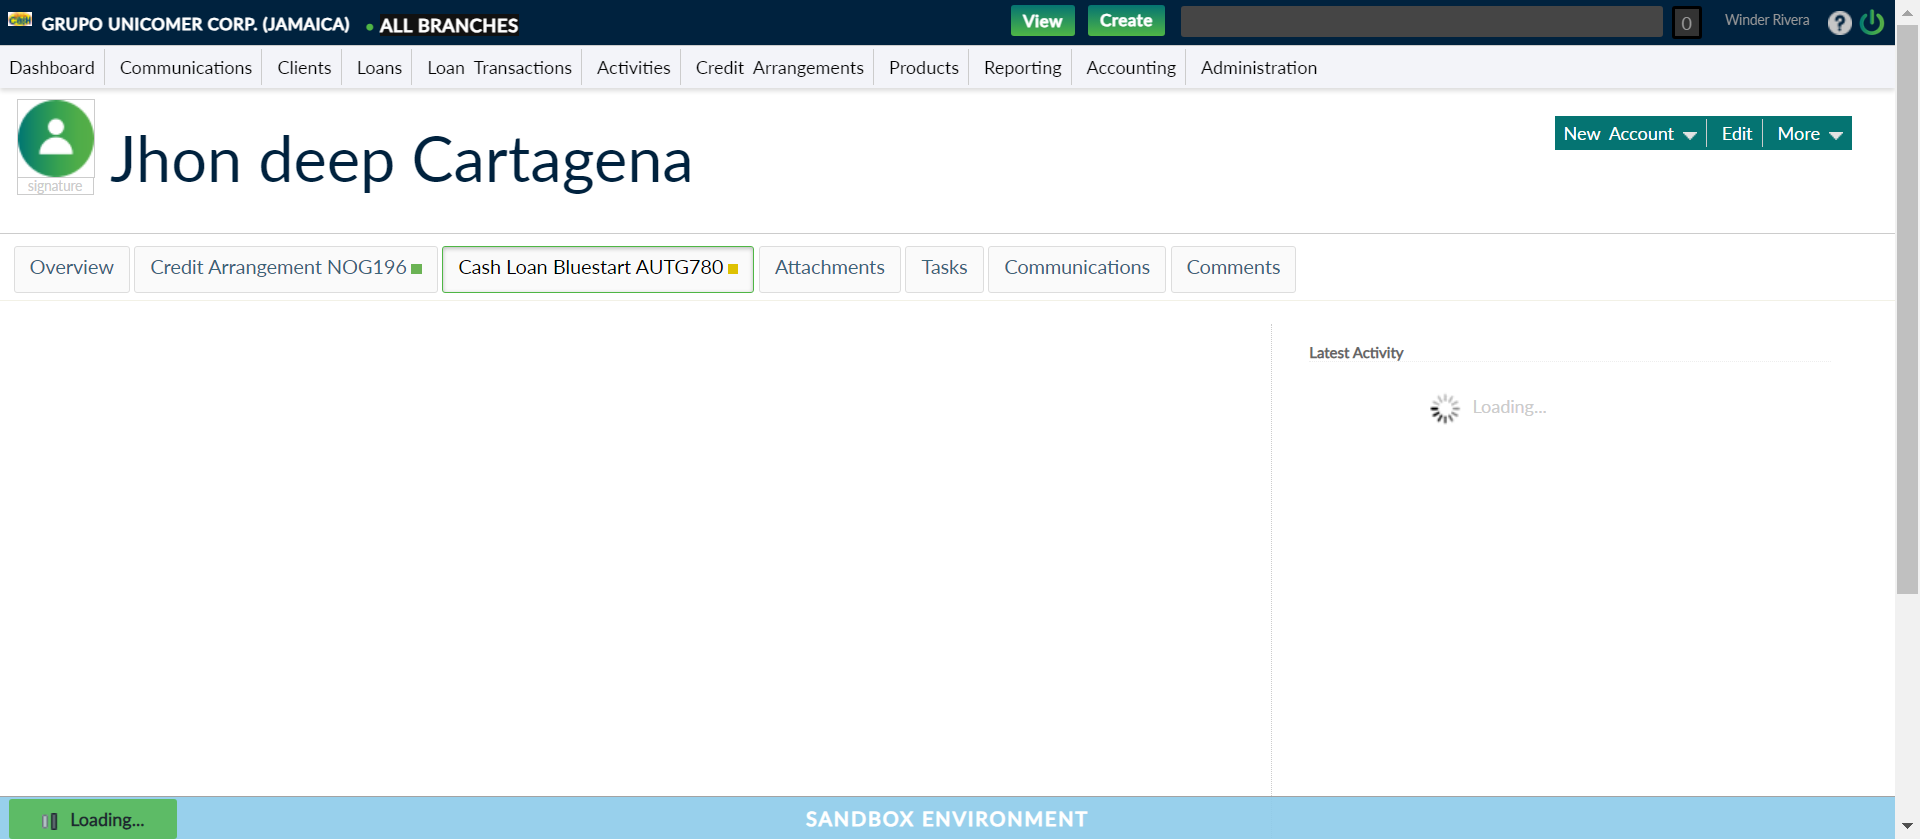 Cash GRUPO UNICOMER CORP. (JAMAICA) ALL BRANCHES View Create 0 Winder Rivera ?
Dashboard Communications Clients Loans Loan Transactions Activities Credit Arrangements Products Reporting Accounting Administration
signature
Jhon deep Cartagena
New Account Edit More
Overview Credit Arrangement NOG196 Cash Loan Bluestart AUTG780 Attachments Tasks Communications Comments
Latest Activity
Loading...
Loading... SANDBOX ENVIRONMENT